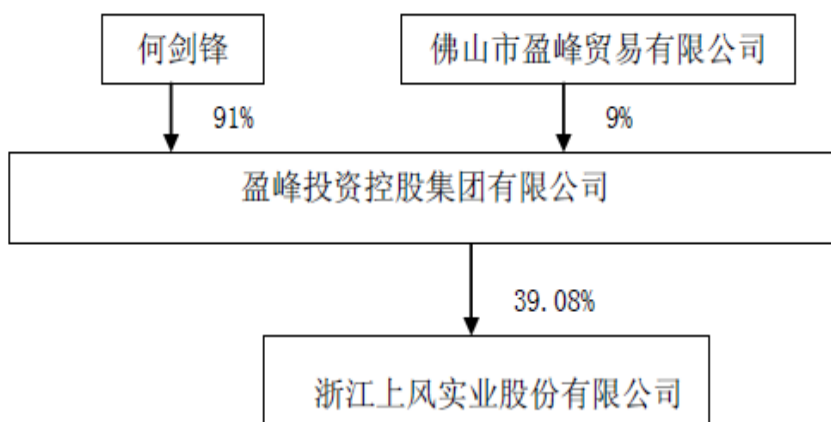 何剑锋
佛山市盈峰贸易有限公司
91%
9%
盈峰投资控股集团有限公司
39.08%
浙江上风实业股份有限公司